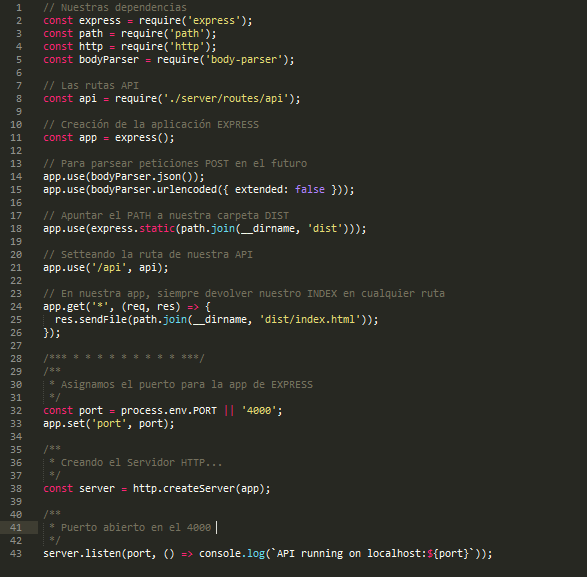 1 // Nuestras dependencias
2 const express = require('express');
3 const path = require('path');
4 const http = require('http');
5 const bodyParser = require('body-parser');
6
7 // Las rutas API
8 const api = require('./server/routes/api');
9
10 // Creación de la aplicación EXPRESS
11 const app = express();
12
13 // Para parsear peticiones POST en el futuro
14 app.use(bodyParser.json());
15 app.use(bodyParser.urlencoded({ extended: false }));
16
17 // Apuntar el PATH a nuestra carpeta DIST
18 app.use(express.static(path.join(__dirname, 'dist')));
19
20 // Setteando la ruta de nuestra API
21 app.use('/api', api);
22
23 // En nuestra app, siempre devolver nuestro INDEX en cualquier ruta
24 app.get('*', (req, res) => {
25   res.sendFile(path.join(__dirname, 'dist/index.html'));
26 });
27
28 /*** * * * * * * * * * ***/
29 /**
30  * Asignamos el puerto para la app de EXPRESS
31  */
32 const port = process.env.PORT || '4000';
33 app.set('port', port);
34
35 /**
36  * Creando el Servidor HTTP...
37  */
38 const server = http.createServer(app);
39
40 /**
41  * Puerto abierto en el 4000
42  */
43 server.listen(port, () => console.log(`API running on localhost:${port}`));